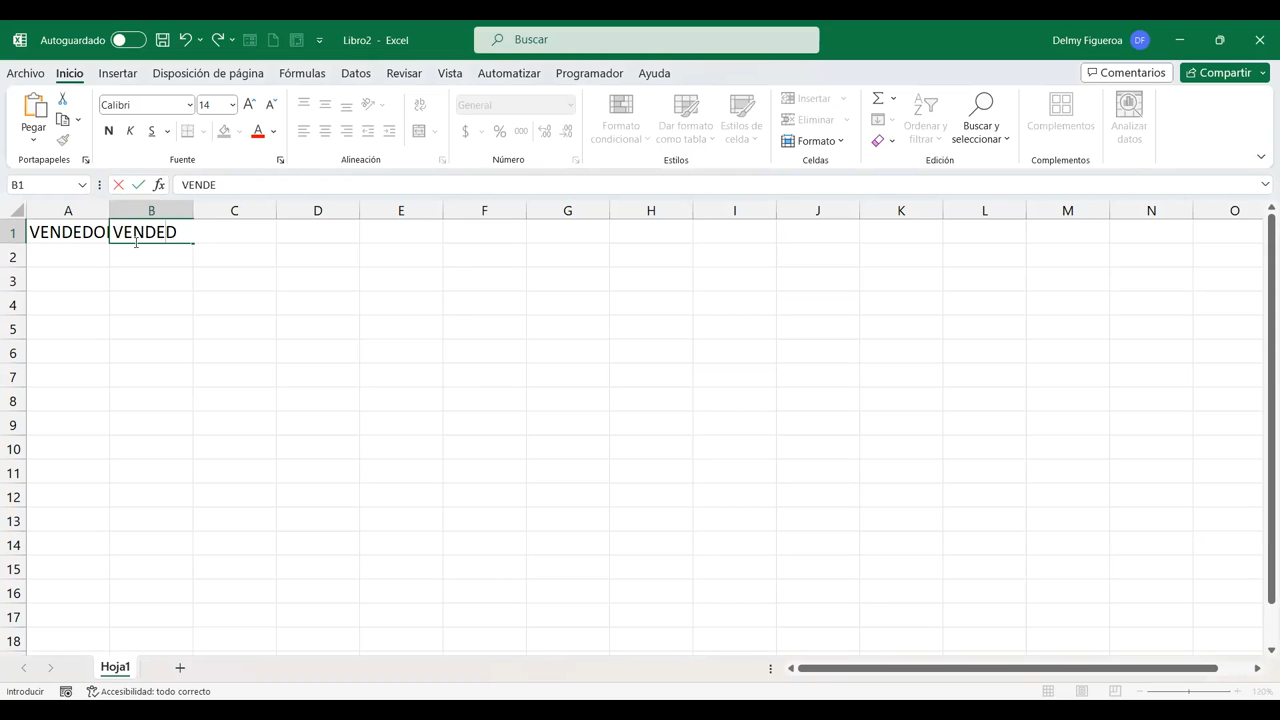 Autoguardado Libro2 - Excel Buscar Delmy Figueroa DF
Archivo Inicio Insertar Disposición de página Fórmulas Datos Revisar Vista Automatizar Programador Ayuda Comentarios Compartir
Pegar
Calibri 14
N K S
General
$ % 000
Formato condicional
Dar formato como tabla
Estilos de celda
Insertar
Eliminar
Formato
Ordenar y filtrar
Buscar y seleccionar
Complementos
Analizar datos
Portapapeles Fuente Alineación Número Estilos Celdas Edición Complementos
B1 fx VENDE
A B C D E F G H I J K L M N O
1 VENDEDO VENDED
2
3
4
5
6
7
8
9
10
11
12
13
14
15
16
17
18
Hoja1
Introducir Accesibilidad: todo correcto 120%